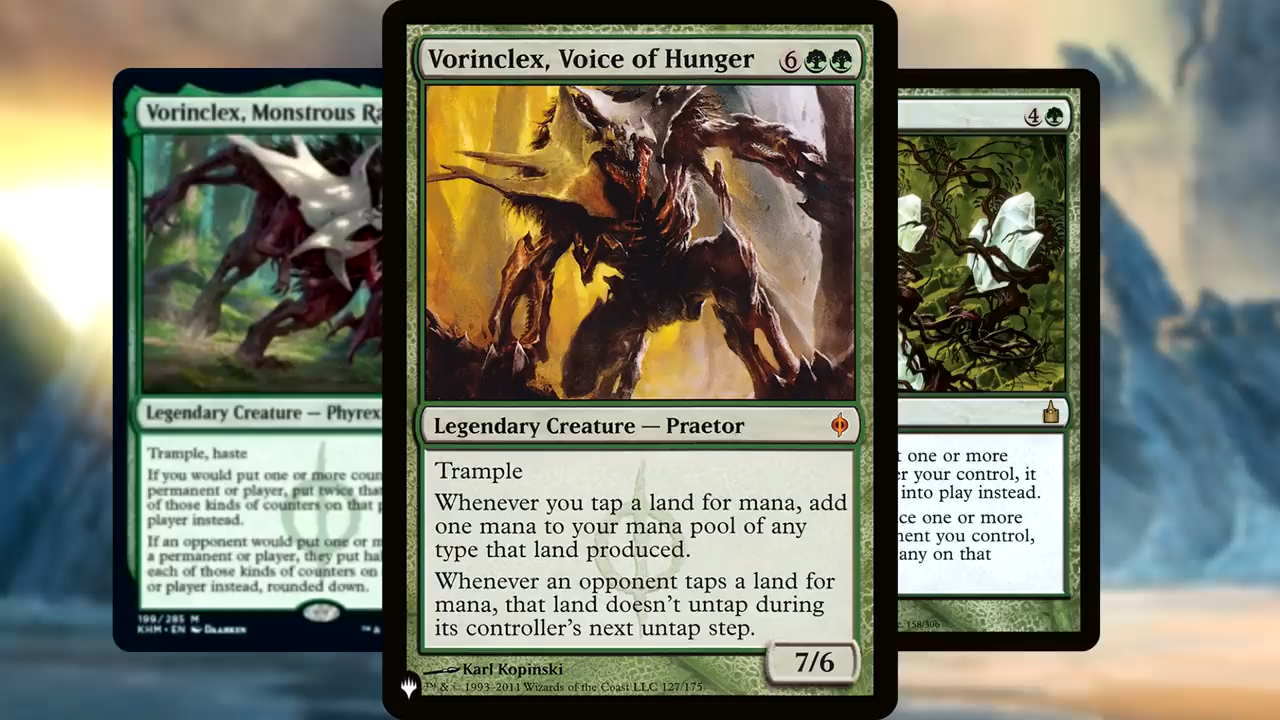 Vorinclex, Monstrous Ra
Legendary Creature — Phyrex
Trample, haste
If you would put one or more coun
permanent or player, put twice that
of those kinds of counters on that p
player instead.
If an opponent would put one or m
a permanent or player, they put ha
each of those kinds of counters on
or player instead, rounded down.
199/285 M
KHM • EN
Vorinclex, Voice of Hunger 6
Legendary Creature — Praetor
Trample
Whenever you tap a land for mana, add
one mana to your mana pool of any
type that land produced.
Whenever an opponent taps a land for
mana, that land doesn't untap during
its controller's next untap step.
7/6
Karl Kopinski
™ & © 1993–2011 Wizards of the Coast LLC 127/175
4
t one or more
er your control, it
into play instead.
ce one or more
nent you control,
any on that
c. 158/306